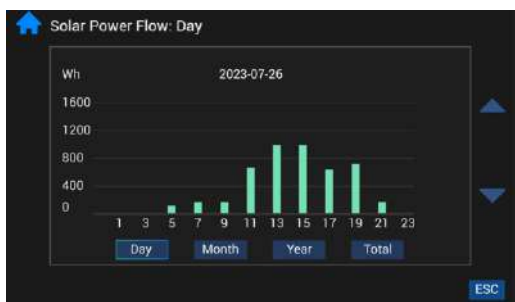 Solar Power Flow: Day
Wh 2023-07-26
1600
1200
800
400
0
1 3 5 7 9 11 13 15 17 19 21 23
Day Month Year Total
ESC